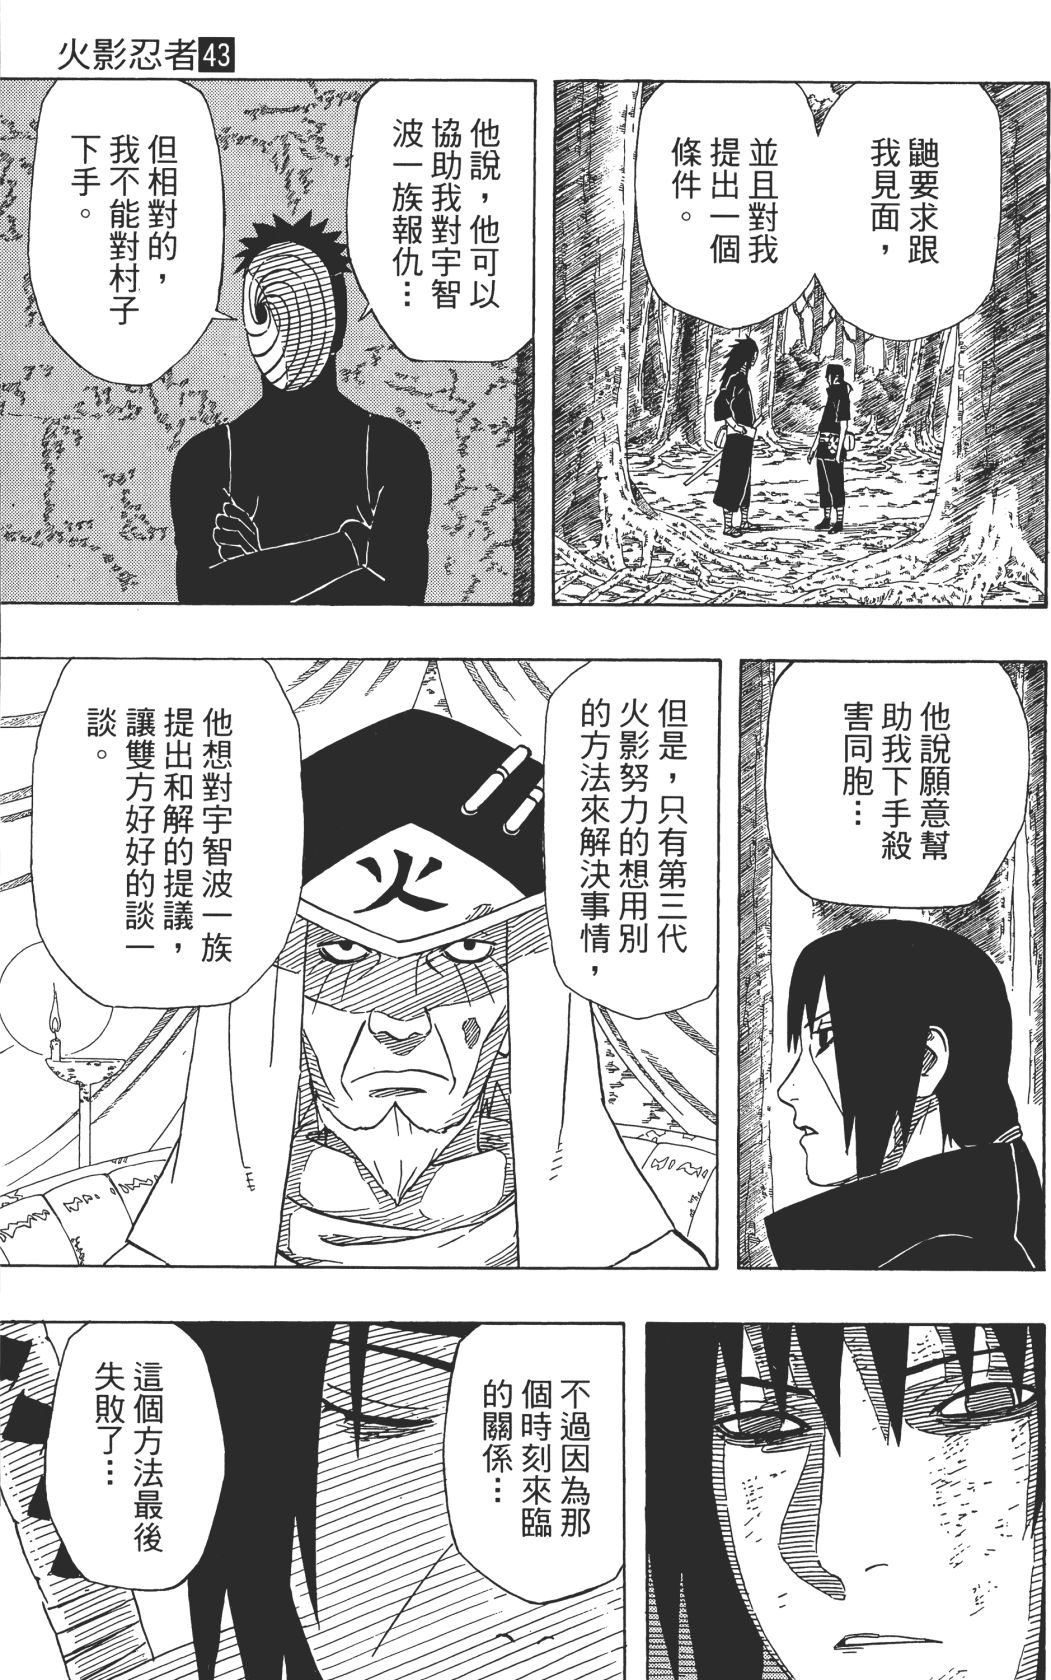 火影忍者43
鼬要求跟
我見面，
並且對我
提出一個
條件。
他說，他可以
協助我對宇智
波一族報仇…
但相對的，
我不能對村子
下手。
他說願意幫
助我下手殺
害同胞…
但是，只有第三代
火影努力的想用別
的方法來解決事情，
他想對宇智波一族
提出和解的提議，
讓雙方好好的談一
談。
火
不過因為那
個時刻來臨
的關係…
這個方法最後
失敗了…